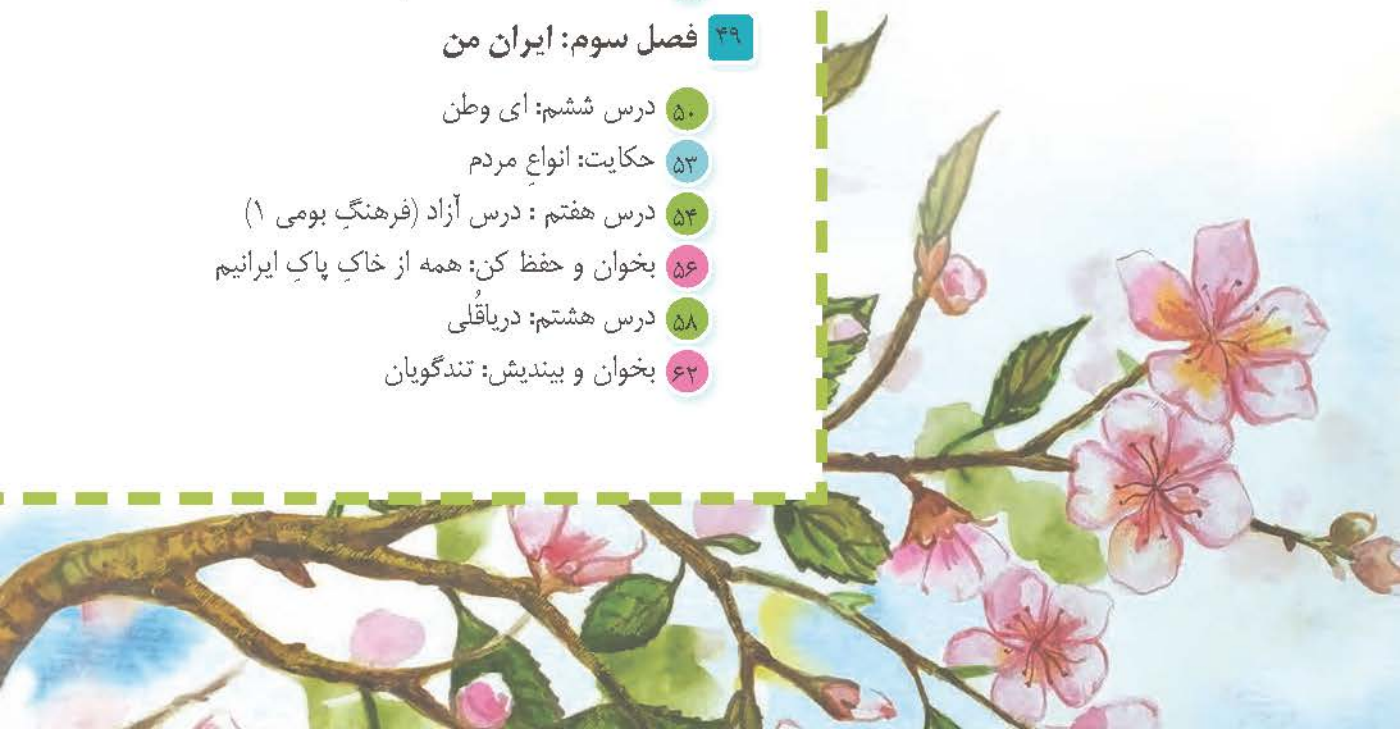 ۴۹ فصل سوم: ایران من
۵۰ درس ششم: ای وطن
۵۳ حکایت: انواعِ مردم
۵۴ درس هفتم : درس آزاد (فرهنگِ بومی ۱)
۵۶ بخوان و حفظ کن: همه از خاکِ پاکِ ایرانیم
۵۸ درس هشتم: دریاقُلی
۶۲ بخوان و بیندیش: تندگویان